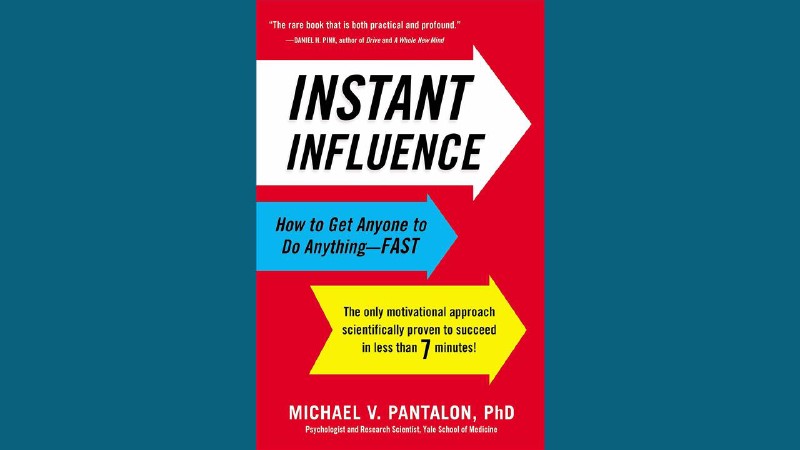 "The rare book that is both practical and profound."
—DANIEL H. PINK, author of Drive and A Whole New Mind
INSTANT
INFLUENCE
How to Get Anyone to
Do Anything—FAST
The only motivational approach
scientifically proven to succeed
in less than 7 minutes!
MICHAEL V. PANTALON, PhD
Psychologist and Research Scientist, Yale School of Medicine